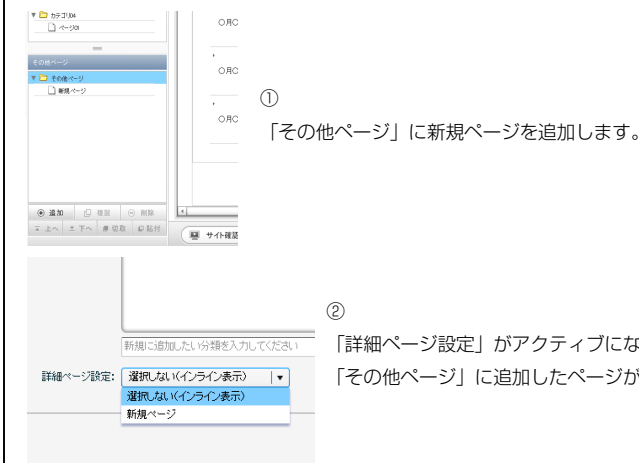 カテゴリ04
ページ01
その他ページ
その他ページ
新規ページ
追加
複製
削除
上へ
下へ
切取
貼付
○月○
○月○
○月○
サイト確認
①
「その他ページ」に新規ページを追加します。
新規に追加したい分類を入力してください
詳細ページ設定:
選択しない(インライン表示)
選択しない(インライン表示)
新規ページ
②
「詳細ページ設定」がアクティブにな
「その他ページ」に追加したページが